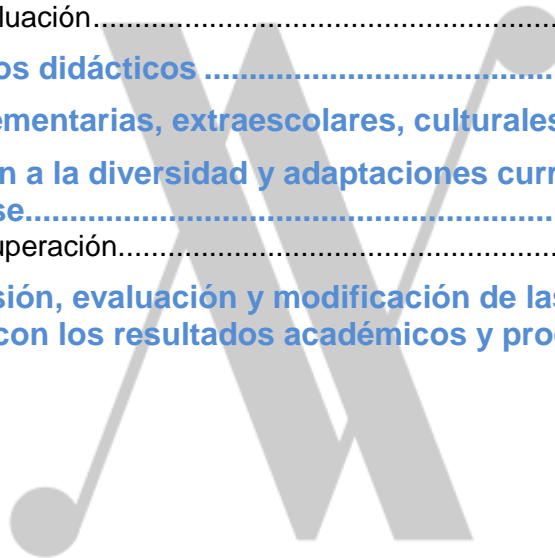 luación...........................................................
os didácticos ..........................................
ementarias, extraescolares, culturales
n a la diversidad y adaptaciones curr
se................................................................
uperación.....................................................
sión, evaluación y modificación de las
con los resultados académicos y pro